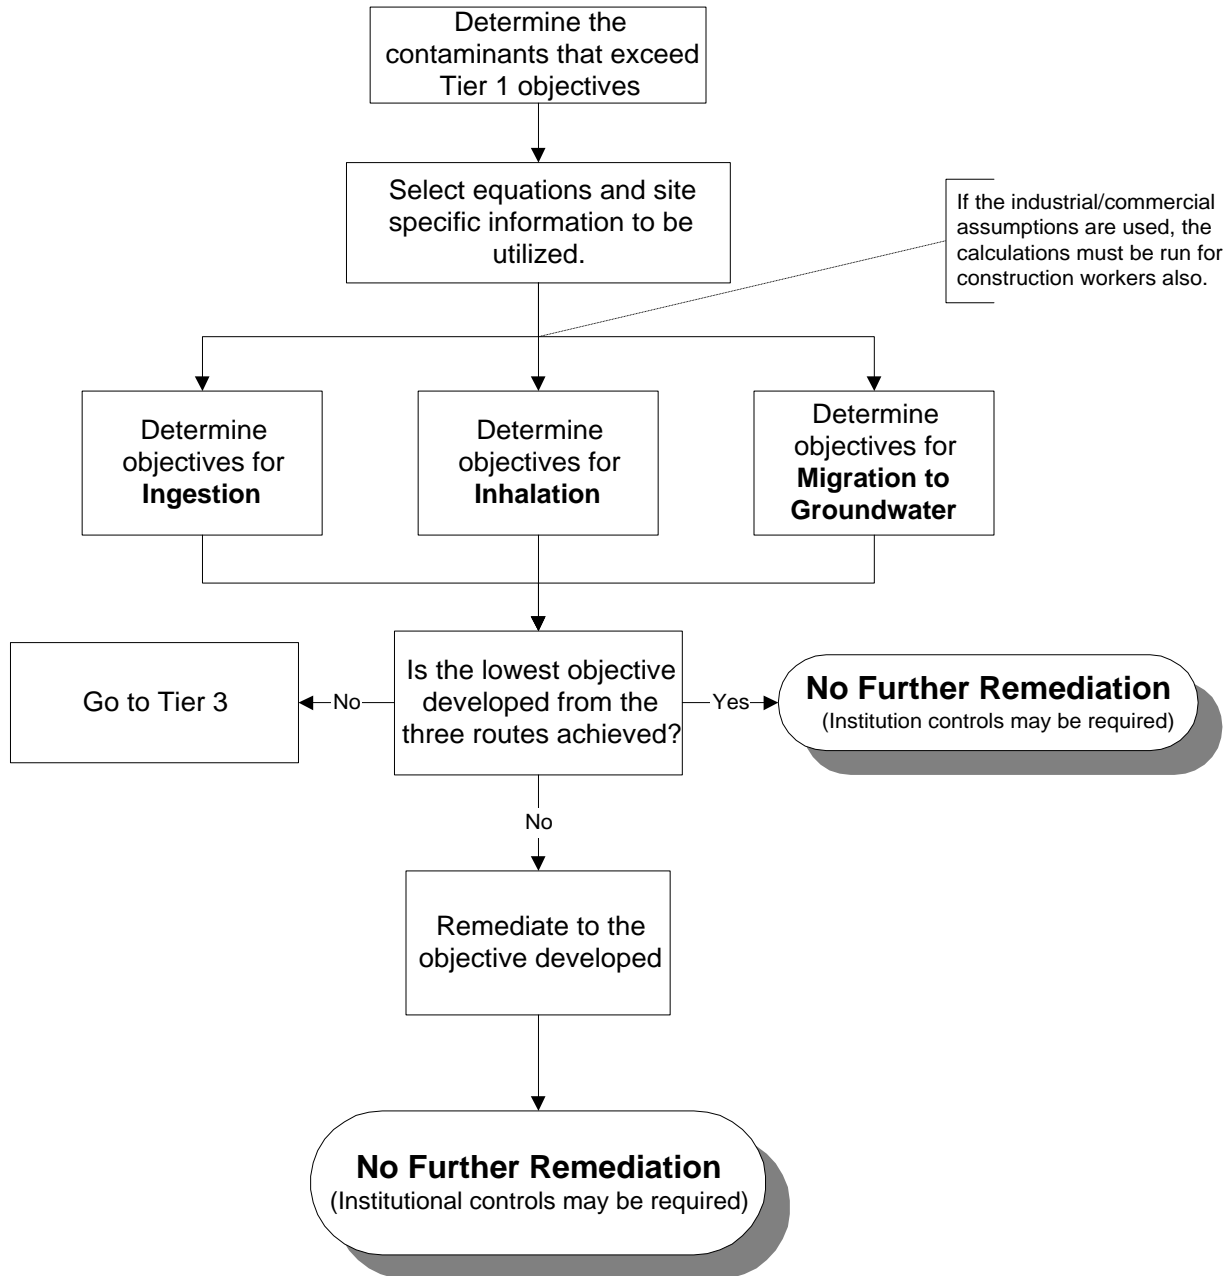 Determine the
contaminants that exceed
Tier 1 objectives
Select equations and site
specific information to be
utilized.
If the industrial/commercial
assumptions are used, the
calculations must be run for
construction workers also.
Determine
objectives for
Ingestion
Determine
objectives for
Inhalation
Determine
objectives for
Migration to
Groundwater
Go to Tier 3
No
Is the lowest objective
developed from the
three routes achieved?
Yes
No Further Remediation
(Institution controls may be required)
No
Remediate to the
objective developed
No Further Remediation
(Institutional controls may be required)